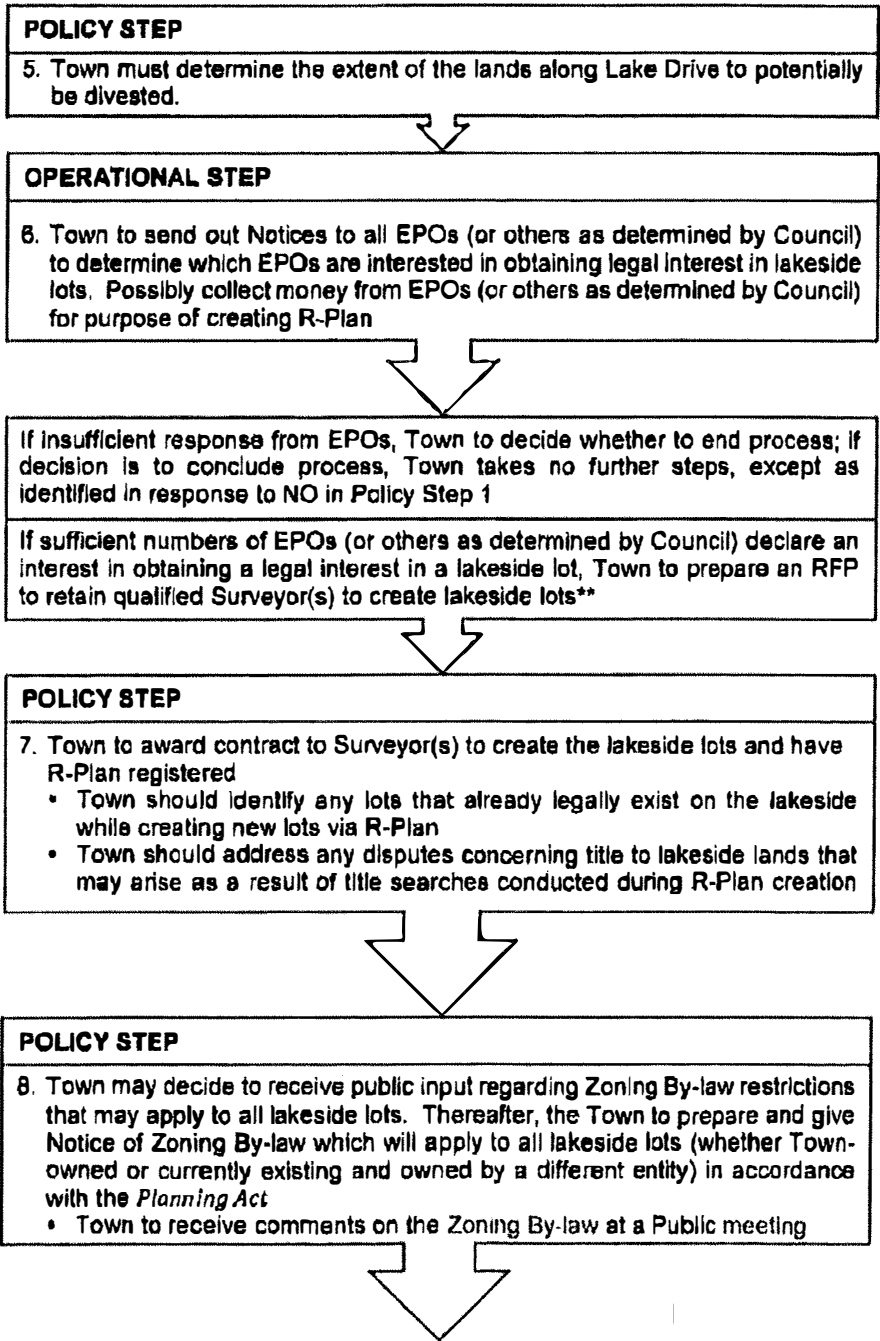 POLICY STEP
5. Town must determine the extent of the lands along Lake Drive to potentially
be divested.
OPERATIONAL STEP
6. Town to send out Notices to all EPOs (or others as determined by Council)
to determine which EPOs are interested in obtaining legal interest in lakeside
lots. Possibly collect money from EPOs (or others as determined by Council)
for purpose of creating R-Plan
If insufficient response from EPOs, Town to decide whether to end process; if
decision is to conclude process, Town takes no further steps, except as
identified in response to NO in Policy Step 1
If sufficient numbers of EPOs (or others as determined by Council) declare an
interest in obtaining a legal interest in a lakeside lot, Town to prepare an RFP
to retain qualified Surveyor(s) to create lakeside lots**
POLICY STEP
7. Town to award contract to Surveyor(s) to create the lakeside lots and have
R-Plan registered
• Town should identify any lots that already legally exist on the lakeside
while creating new lots via R-Plan
• Town should address any disputes concerning title to lakeside lands that
may arise as a result of title searches conducted during R-Plan creation
POLICY STEP
8. Town may decide to receive public input regarding Zoning By-law restrictions
that may apply to all lakeside lots. Thereafter, the Town to prepare and give
Notice of Zoning By-law which will apply to all lakeside lots (whether Town-
owned or currently existing and owned by a different entity) in accordance
with the Planning Act
• Town to receive comments on the Zoning By-law at a Public meeting